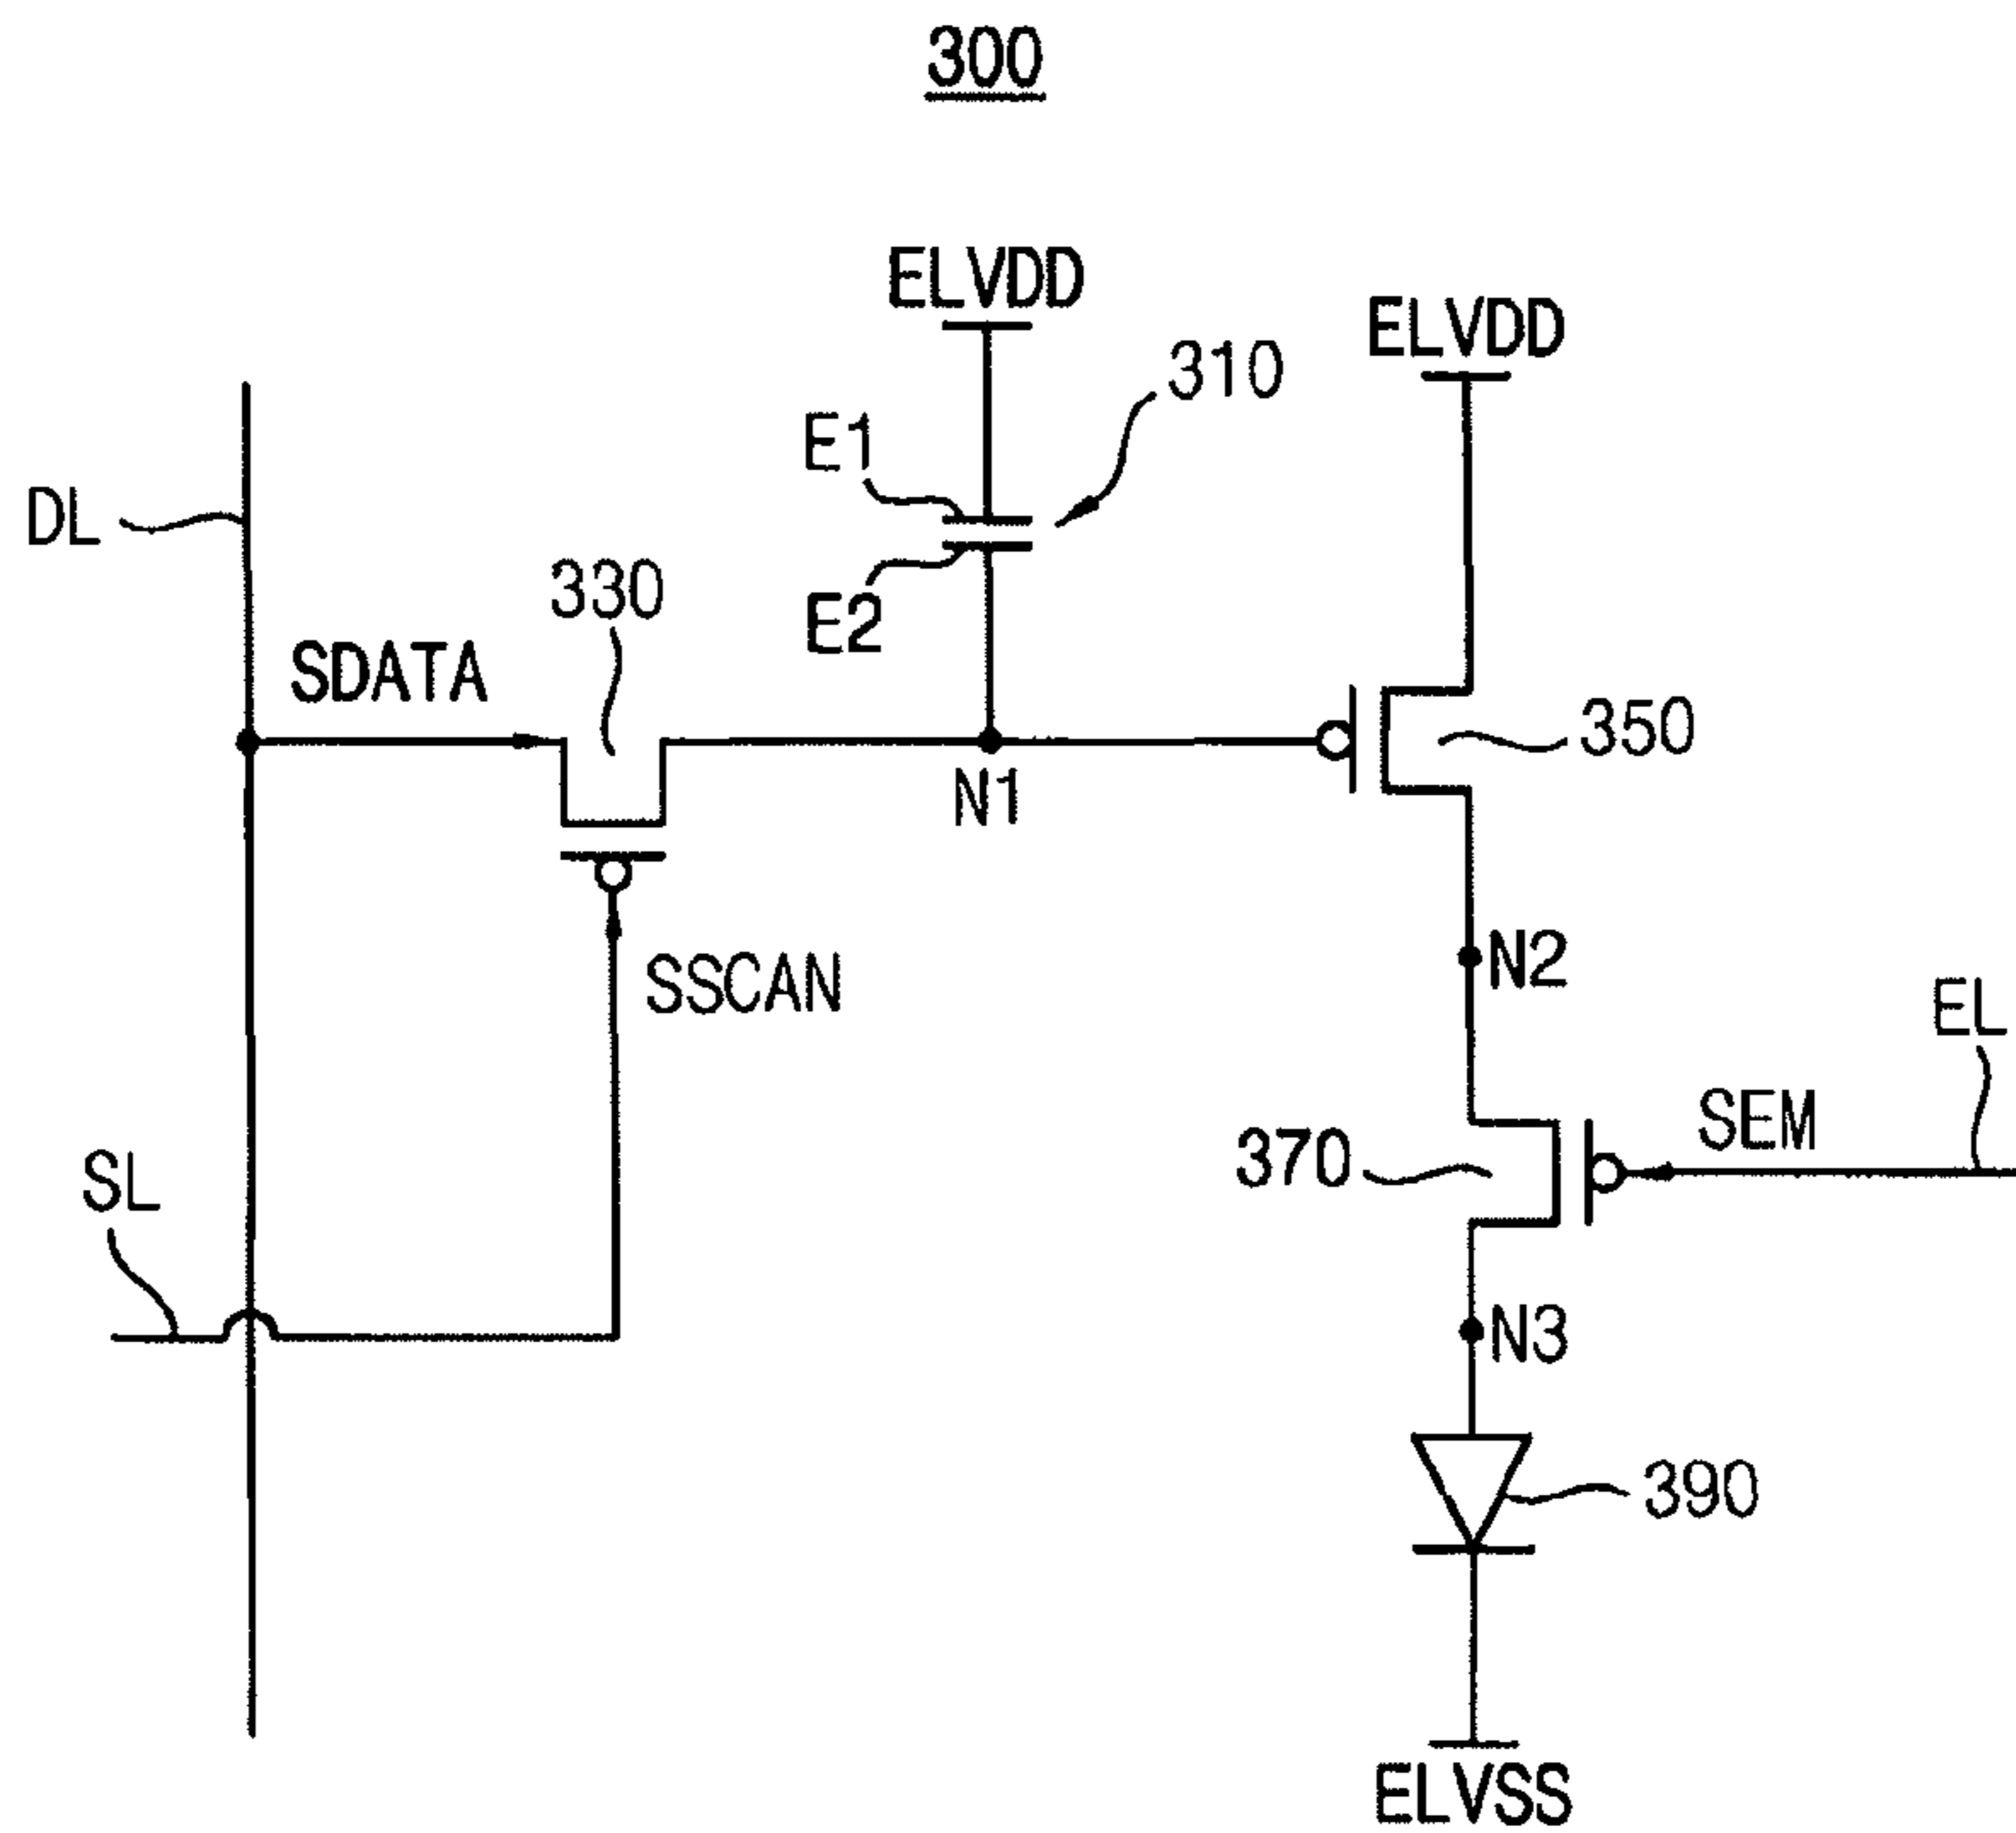 300
ELVDD
ELVDD
310
E1
DL
330
E2
SDATA
350
N1
N2
SSCAN
EL
SEM
370
SL
N3
390
ELVSS